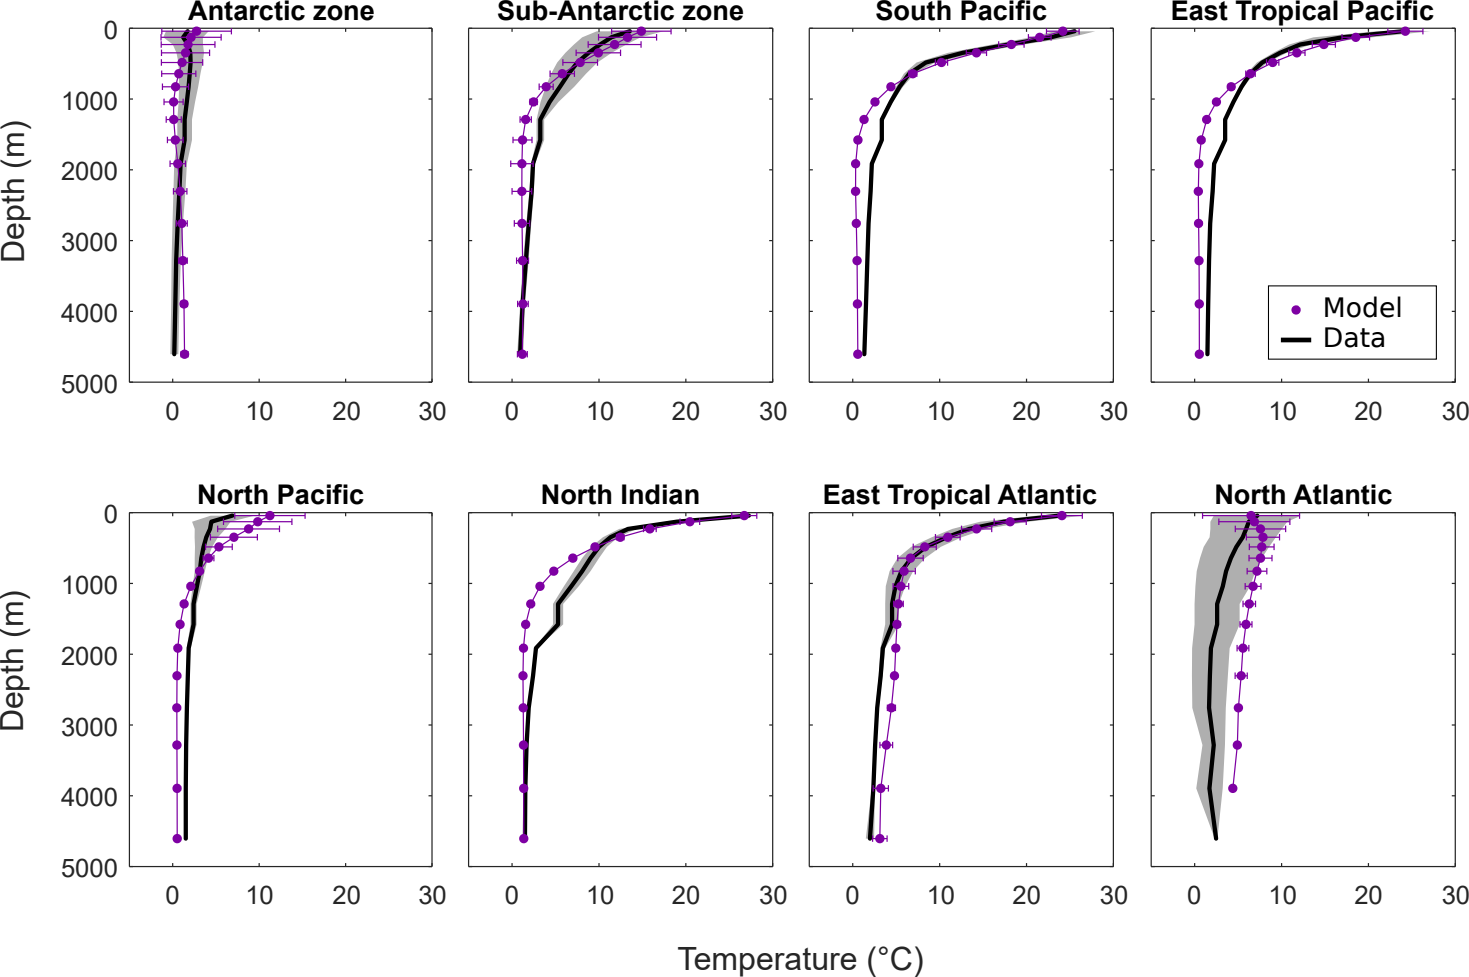 Antarctic zone
Sub-Antarctic zone
South Pacific
East Tropical Pacific
Depth (m)
0
1000
2000
3000
4000
5000
0 10 20 30
0 10 20 30
0 10 20 30
0 10 20 30
Model
Data
North Pacific
North Indian
East Tropical Atlantic
North Atlantic
Depth (m)
0
1000
2000
3000
4000
5000
0 10 20 30
0 10 20 30
0 10 20 30
0 10 20 30
Temperature (°C)